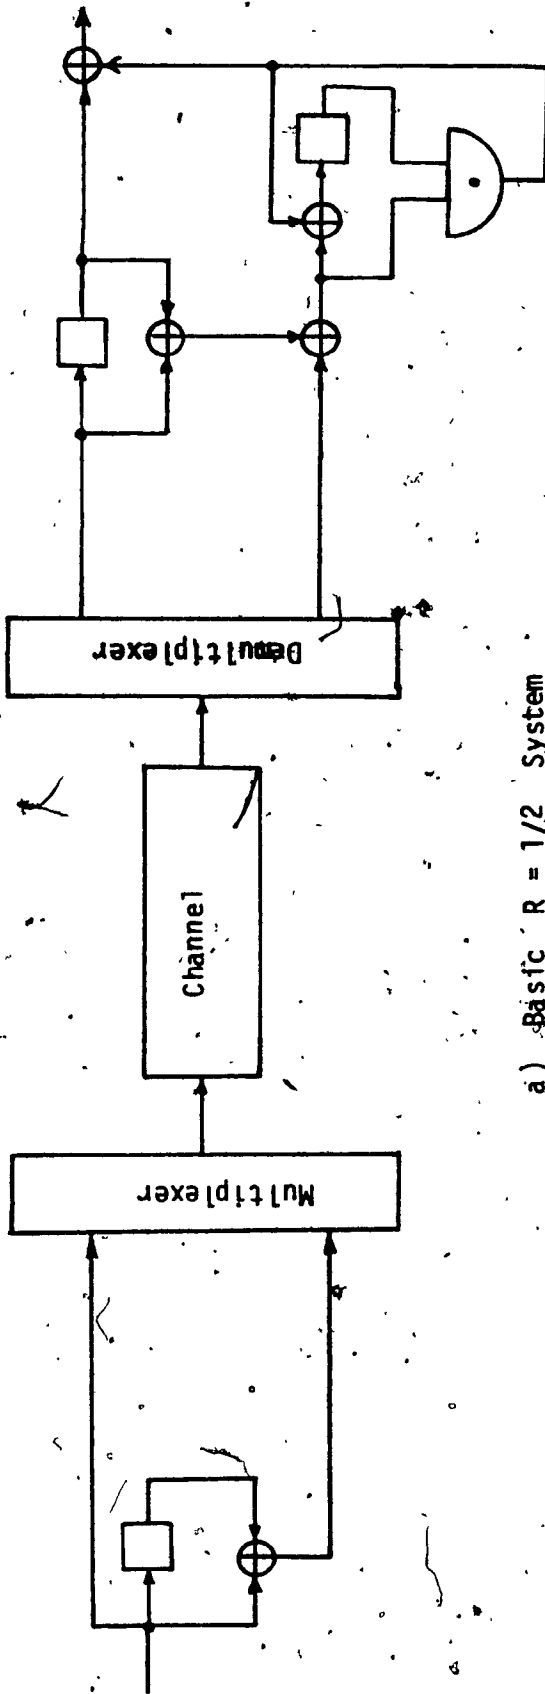 Multiplexer
Channel
Demultiplexer
a) Basic R = 1/2 System